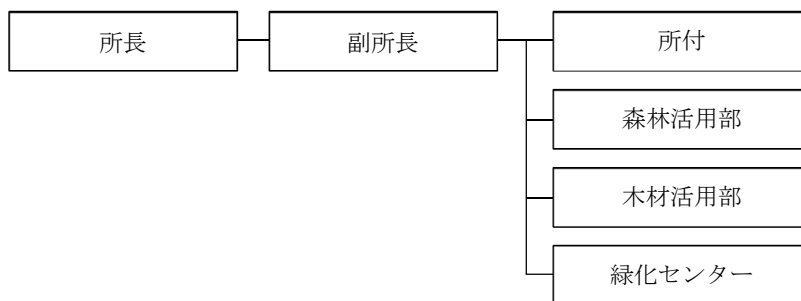 所長
副所長
所付
森林活用部
木材活用部
緑化センター